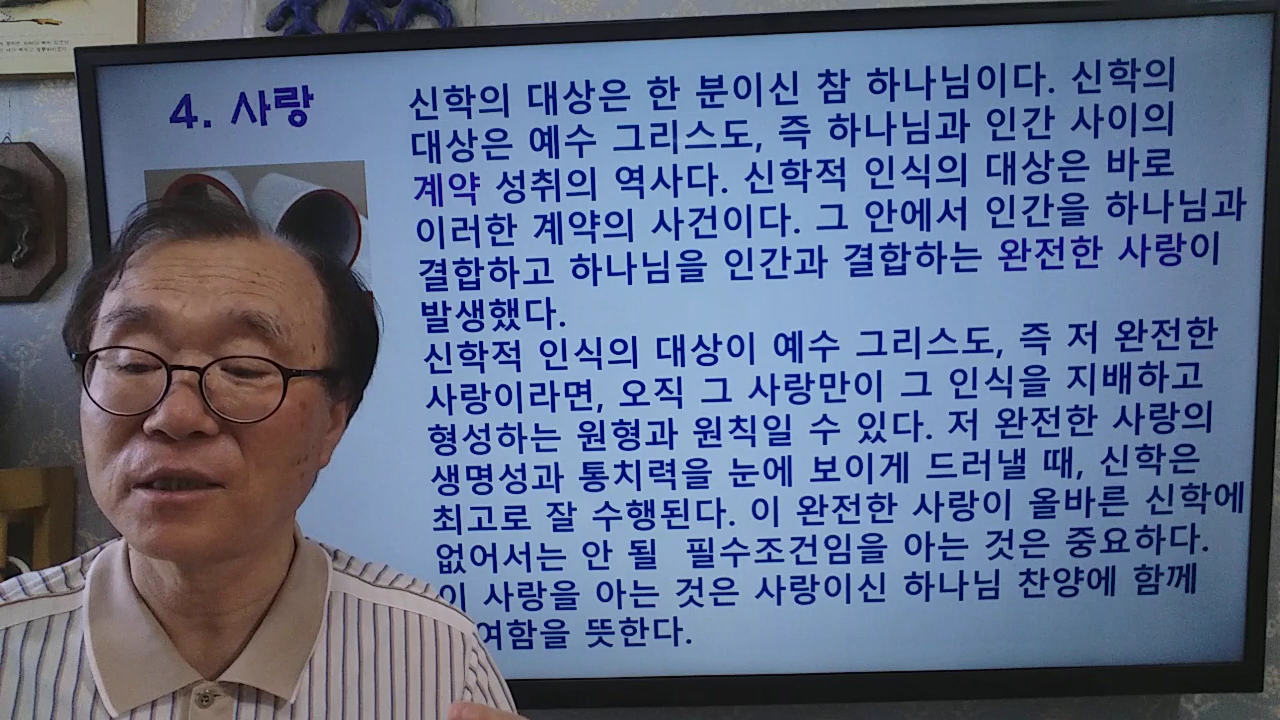 4. 사랑
신학의 대상은 한 분이신 참 하나님이다. 신학의
대상은 예수 그리스도, 즉 하나님과 인간 사이의
계약 성취의 역사다. 신학적 인식의 대상은 바로
이러한 계약의 사건이다. 그 안에서 인간을 하나님과
결합하고 하나님을 인간과 결합하는 완전한 사랑이
발생했다.
신학적 인식의 대상이 예수 그리스도, 즉 저 완전한
사랑이라면, 오직 그 사랑만이 그 인식을 지배하고
형성하는 원형과 원칙일 수 있다. 저 완전한 사랑의
생명성과 통치력을 눈에 보이게 드러낼 때, 신학은
최고로 잘 수행된다. 이 완전한 사랑이 올바른 신학에
없어서는 안 될 필수조건임을 아는 것은 중요하다.
이 사랑을 아는 것은 사랑이신 하나님 찬양에 함께
여함을 뜻한다.